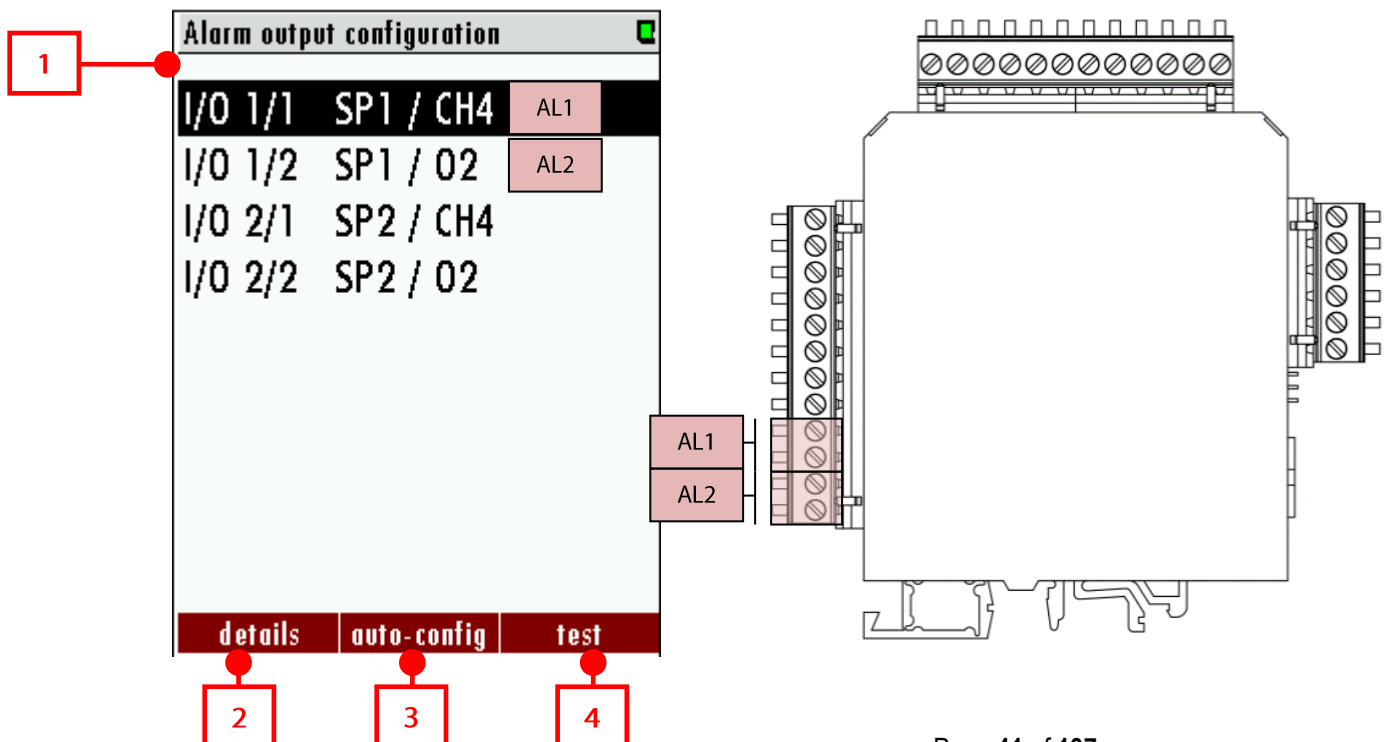 Alarm output configuration
1
I/O 1/1 SP1 / CH4 AL1
I/O 1/2 SP1 / O2 AL2
I/O 2/1 SP2 / CH4
I/O 2/2 SP2 / O2
AL1
AL2
details auto-config test
2 3 4